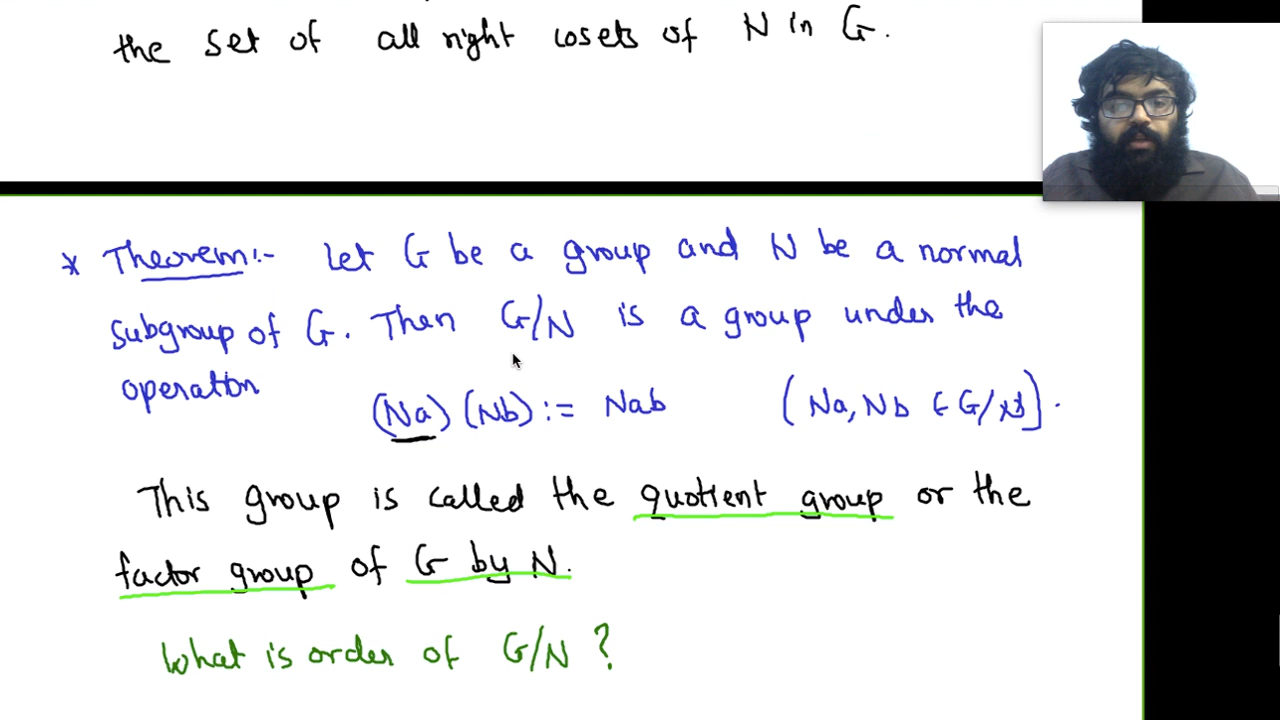 the set of all right cosets of N in G.
* Theorem:- Let G be a group and N be a normal
subgroup of G. Then G/N is a group under the
operation (Na)(Nb) := Nab (Na, Nb ∈ G/N).
This group is called the quotient group or the
factor group of G by N.
What is order of G/N ?